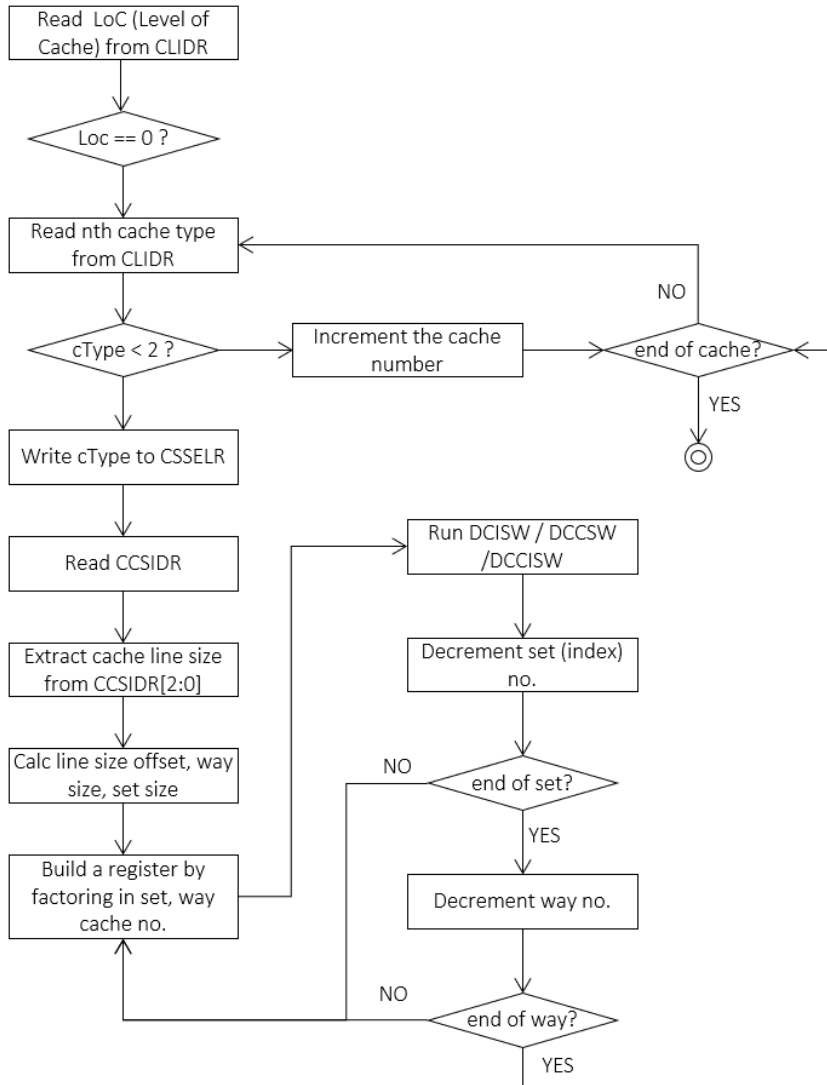 Read LoC (Level of
Cache) from CLIDR
Loc == 0 ?
Read nth cache type
from CLIDR
NO
cType < 2 ?
Increment the cache
number
end of cache?
YES
Write cType to CSSELR
Read CCSIDR
Run DCISW / DCCSW
/DCCISW
Extract cache line size
from CCSIDR[2:0]
Decrement set (index)
no.
Calc line size offset, way
size, set size
NO
end of set?
YES
Build a register by
factoring in set, way
cache no.
Decrement way no.
NO
end of way?
YES